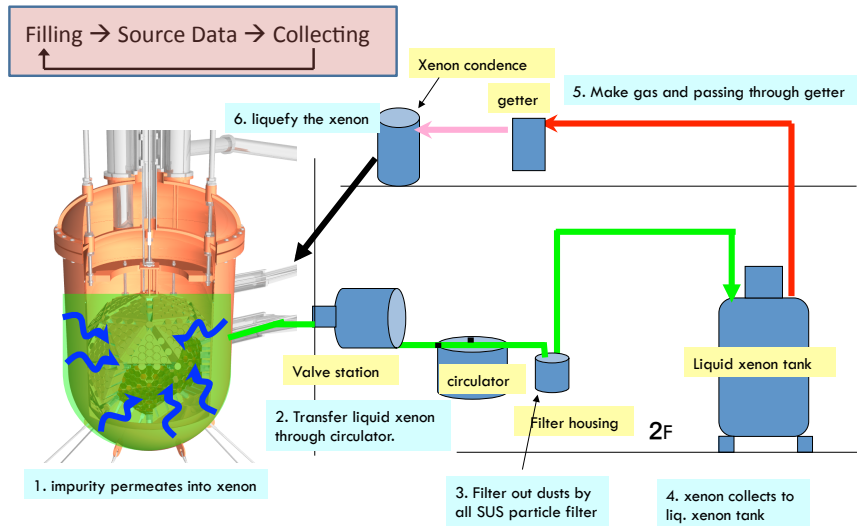 Filling → Source Data → Collecting
Xenon condence
getter
5. Make gas and passing through getter
6. liquefy the xenon
Valve station
circulator
Liquid xenon tank
2. Transfer liquid xenon
through circulator.
Filter housing
2F
1. impurity permeates into xenon
3. Filter out dusts by
all SUS particle filter
4. xenon collects to
liq. xenon tank